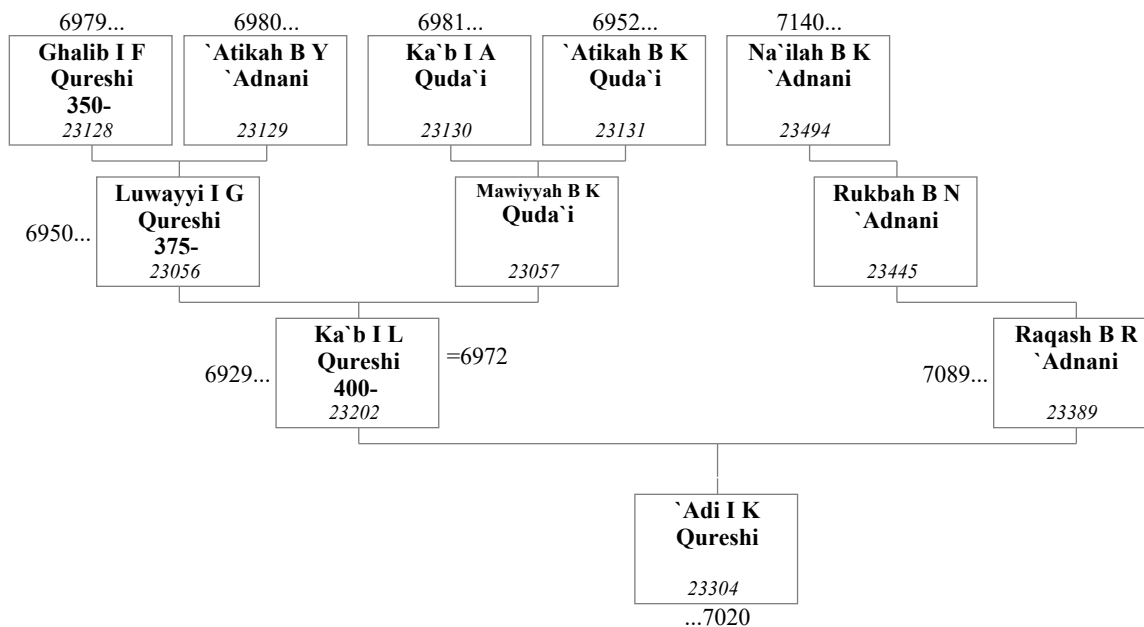 6979...
6980...
6981...
6952...
7140...
Ghalib I F
Qureshi
350-
23128
`Atikah B Y
`Adnani
23129
Ka`b I A
Quda`i
23130
`Atikah B K
Quda`i
23131
Na`ilah B K
`Adnani
23494
6950...
Luwayyi I G
Qureshi
375-
23056
Mawiyyah B K
Quda`i
23057
Rukbah B N
`Adnani
23445
6929...
Ka`b I L
Qureshi
400-
23202
=6972
7089...
Raqash B R
`Adnani
23389
`Adi I K
Qureshi
23304
...7020